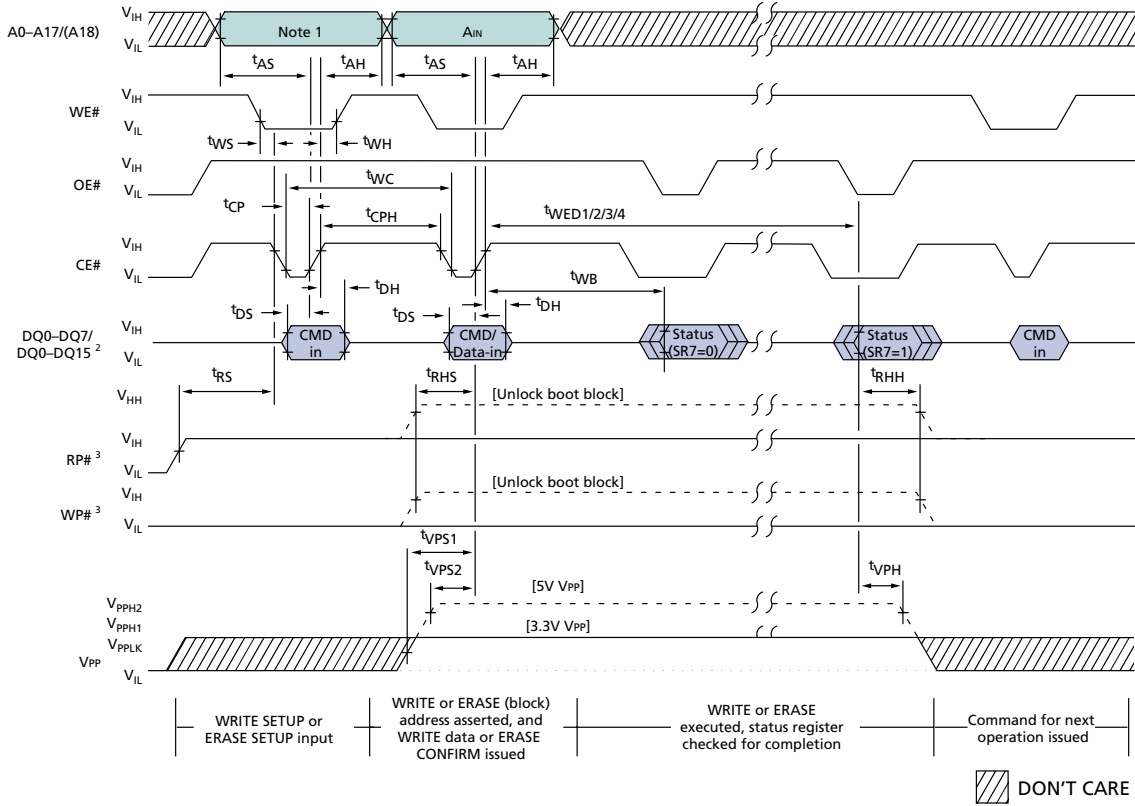 A0–A17/(A18)
VIH
VIL
Note 1
AIN
tAS
tAH
tAS
tAH
WE#
VIH
VIL
tWS
tWH
OE#
VIH
VIL
tWC
tCP
tCPH
tWED1/2/3/4
CE#
VIH
VIL
tWB
tDH
tDS
tDS
tDH
DQ0–DQ7/
DQ0–DQ15 2
VIH
VIL
CMD
in
CMD/
Data-in
Status
(SR7=0)
Status
(SR7=1)
CMD
in
tRS
tRHS
tRHH
VHH
[Unlock boot block]
RP# 3
VIH
VIL
WP# 3
VIH
[Unlock boot block]
VIL
tVPS1
tVPS2
tVPH
VPPH2
[5V VPP]
VPPH1
[3.3V VPP]
VPPLK
VPP
VIL
WRITE SETUP or
ERASE SETUP input
WRITE or ERASE (block)
address asserted, and
WRITE data or ERASE
CONFIRM issued
WRITE or ERASE
executed, status register
checked for completion
Command for next
operation issued
DON'T CARE